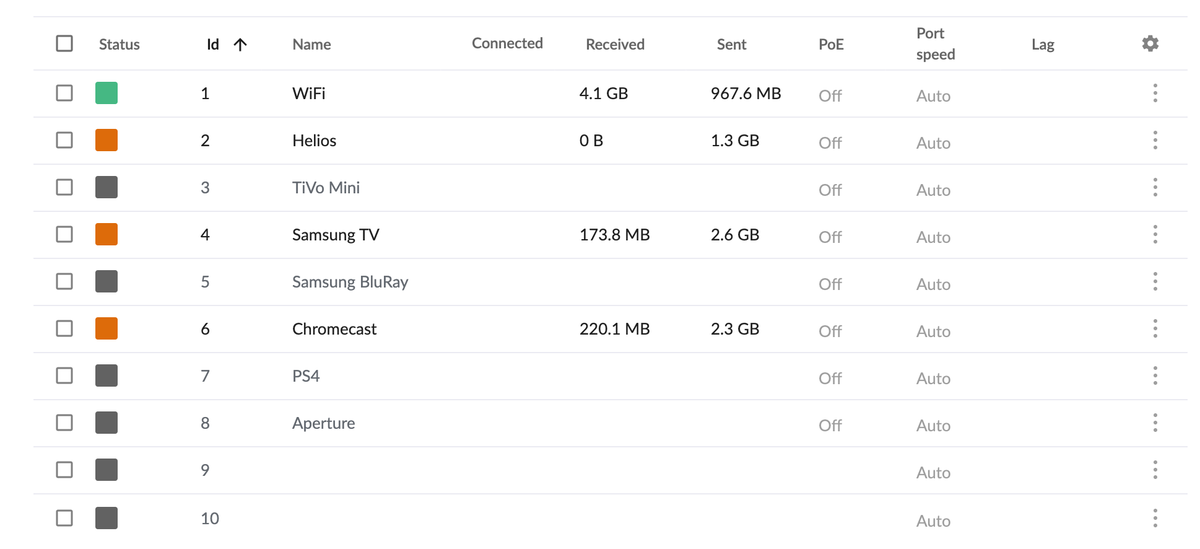 Status Id Name Connected Received Sent PoE Port speed Lag
1 WiFi 4.1 GB 967.6 MB Off Auto
2 Helios 0 B 1.3 GB Off Auto
3 TiVo Mini Off Auto
4 Samsung TV 173.8 MB 2.6 GB Off Auto
5 Samsung BluRay Off Auto
6 Chromecast 220.1 MB 2.3 GB Off Auto
7 PS4 Off Auto
8 Aperture Off Auto
9 Auto
10 Auto